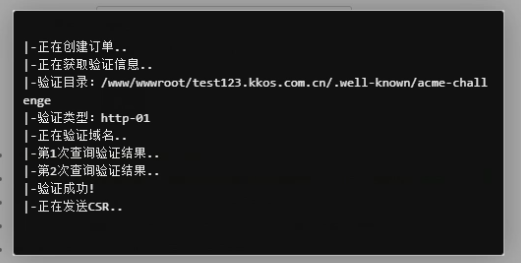 |-正在创建订单..
|-正在获取验证信息..
|-验证目录：/www/wwwroot/test123.kkos.com.cn/.well-known/acme-chall
enge
|-验证类型：http-01
|-正在验证域名..
|-第1次查询验证结果..
|-第2次查询验证结果..
|-验证成功!
|-正在发送CSR..